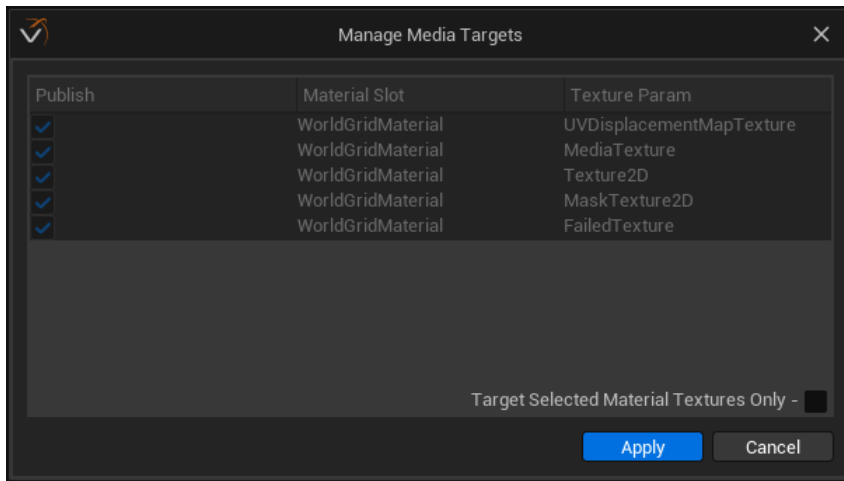 Manage Media Targets
Publish Material Slot Texture Param
WorldGridMaterial UVDisplacementMapTexture
WorldGridMaterial MediaTexture
WorldGridMaterial Texture2D
WorldGridMaterial MaskTexture2D
WorldGridMaterial FailedTexture
Target Selected Material Textures Only -
Apply Cancel